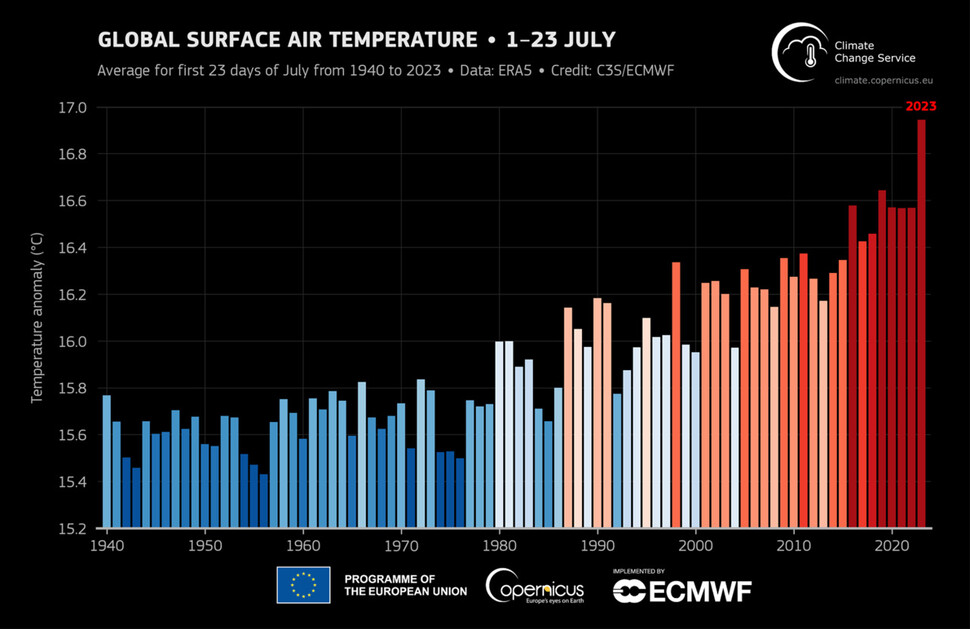 GLOBAL SURFACE AIR TEMPERATURE • 1–23 JULY
Average for first 23 days of July from 1940 to 2023 • Data: ERA5 • Credit: C3S/ECMWF
Climate
Change Service
climate.copernicus.eu
2023
17.0
16.8
16.6
16.4
16.2
16.0
15.8
15.6
15.4
15.2
Temperature anomaly (°C)
1940 1950 1960 1970 1980 1990 2000 2010 2020
PROGRAMME OF
THE EUROPEAN UNION
opernicus
Europe's eyes on Earth
IMPLEMENTED BY
ECMWF